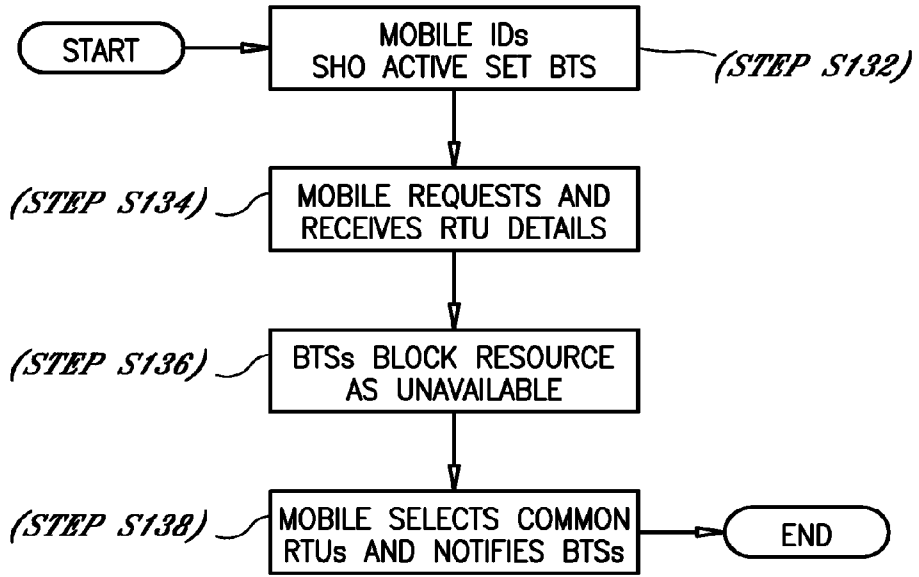 START
MOBILE IDs
SHO ACTIVE SET BTS
(STEP S132)
(STEP S134)
MOBILE REQUESTS AND
RECEIVES RTU DETAILS
(STEP S136)
BTSs BLOCK RESOURCE
AS UNAVAILABLE
(STEP S138)
MOBILE SELECTS COMMON
RTUs AND NOTIFIES BTSs
END